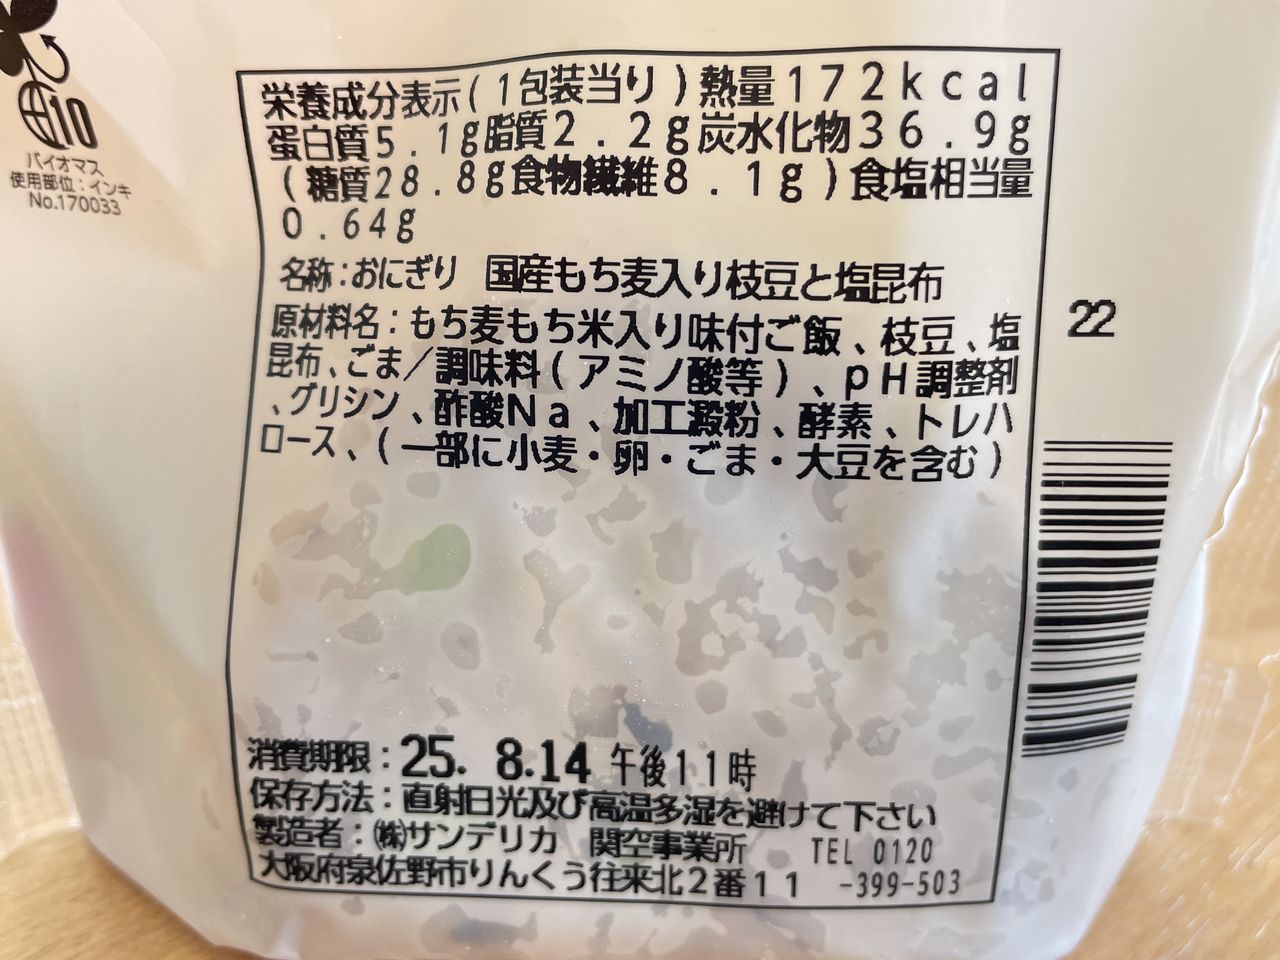 10
バイオマス
使用部位：インキ
No.170033
栄養成分表示(1包装当り)熱量172kcal
蛋白質5.1g脂質2.2g炭水化物36.9g
(糖質28.8g食物繊維8.1g)食塩相当量
0.64g
名称：おにぎり 国産もち麦入り枝豆と塩昆布
原材料名：もち麦もち米入り味付ご飯、枝豆、塩
昆布、ごま／調味料(アミノ酸等)、pH調整剤
、グリシン、酢酸Na、加工澱粉、酵素、トレハ
ロース、(一部に小麦・卵・ごま・大豆を含む)
22
消費期限：25. 8.14 午後11時
保存方法：直射日光及び高温多湿を避けて下さい
製造者：㈱サンデリカ 関空事業所 TEL 0120
大阪府泉佐野市りんくう往来北2番11 -399-503